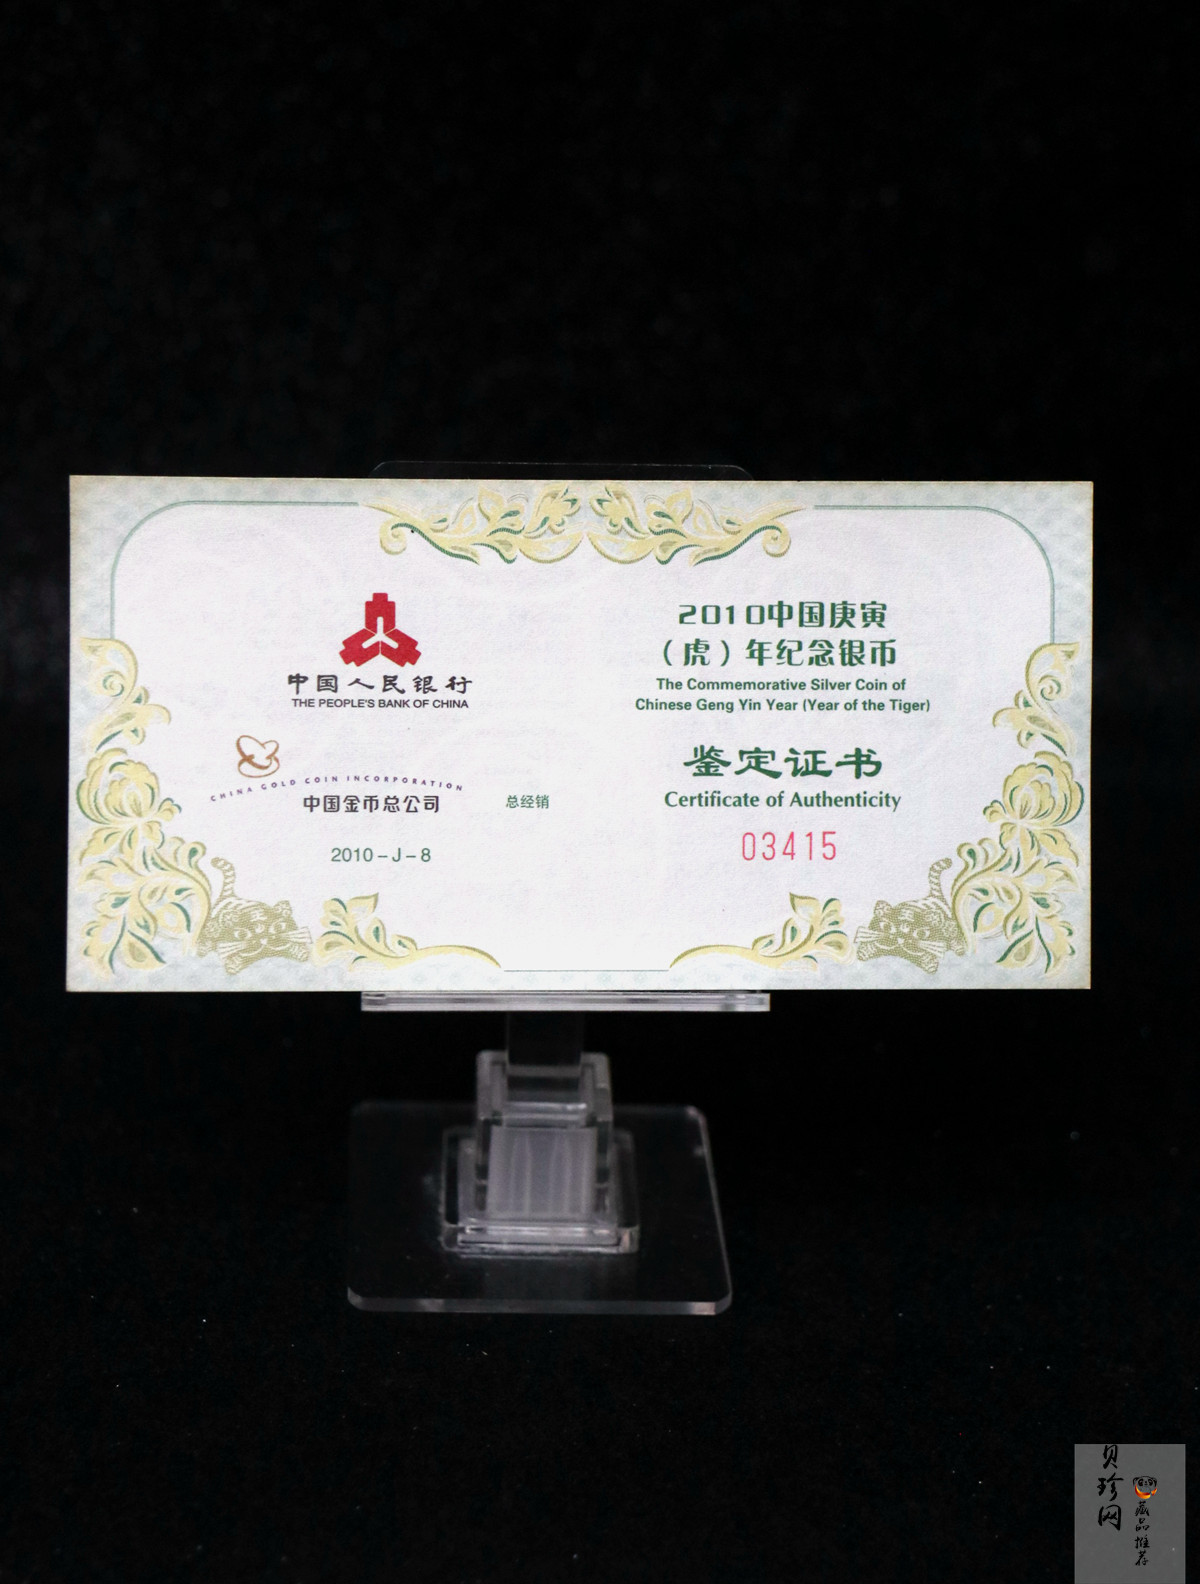 中国人民银行
THE PEOPLE'S BANK OF CHINA
CHINA GOLD COIN INCORPORATION
中国金币总公司
总经销
2010-J-8
2010中国庚寅
（虎）年纪念银币
The Commemorative Silver Coin of
Chinese Geng Yin Year (Year of the Tiger)
鉴定证书
Certificate of Authenticity
03415
贝珍网
藏品推荐